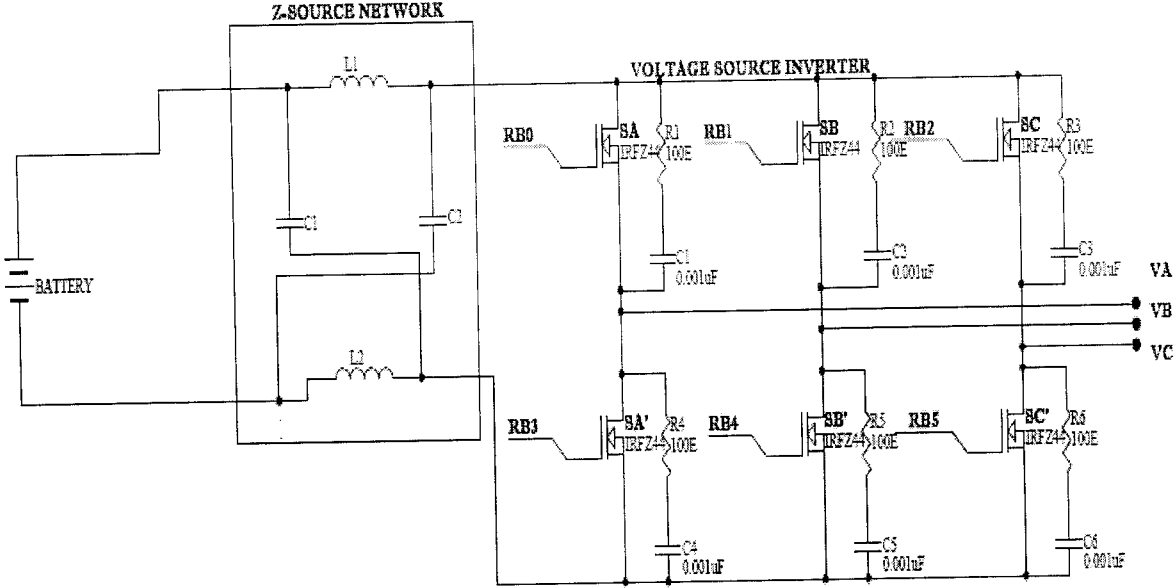 Z-SOURCE NETWORK
L1
VOLTAGE SOURCE INVERTER
RB0
SA
IRFZ44
R1
100E
RB1
SB
IRFZ44
R2
100E
RB2
SC
IRFZ44
R3
100E
C1
C2
C1
0.001uF
C2
0.001uF
C3
0.001uF
BATTERY
VA
VB
VC
L2
RB3
SA'
IRFZ44
R4
100E
RB4
SB'
IRFZ44
R5
100E
RB5
SC'
IRFZ44
R6
100E
C4
0.001uF
C5
0.001uF
C6
0.001uF